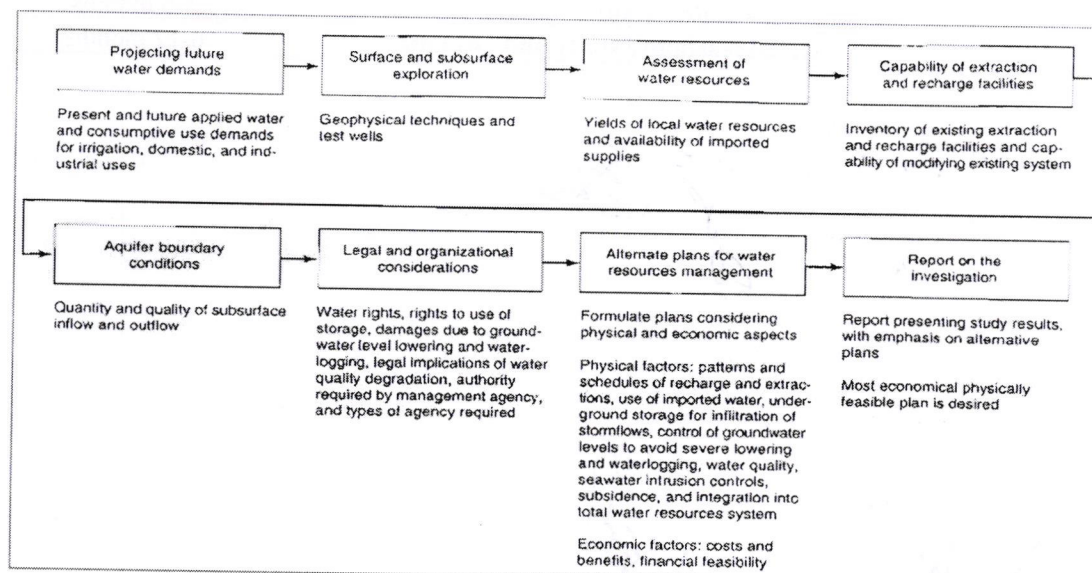 Projecting future
water demands
Present and future applied water
and consumptive use demands
for irrigation, domestic, and ind-
ustrial uses
Surface and subsurface
exploration
Geophysical techniques and
test wells
Assessment of
water resources
Yields of local water resources
and availability of imported
supplies
Capability of extraction
and recharge facilities
Inventory of existing extraction
and recharge facilities and cap-
ability of modifying existing system
Aquifer boundary
conditions
Quantity and quality of subsurface
inflow and outflow
Legal and organizational
considerations
Water rights, rights to use of
storage, damages due to ground-
water level lowering and water-
logging, legal implications of water
quality degradation, authority
required by management agency,
and types of agency required
Alternate plans for water
resources management
Formulate plans considering
physical and economic aspects
Physical factors: patterns and
schedules of recharge and extrac-
tions, use of imported water, under-
ground storage for infiltration of
stormflows, control of groundwater
levels to avoid severe lowering
and waterlogging, water quality,
seawater intrusion controls,
subsidence, and integration into
total water resources system
Economic factors: costs and
benefits, financial feasibility
Report on the
investigation
Report presenting study results,
with emphasis on alternative
plans
Most economical physically
feasible plan is desired